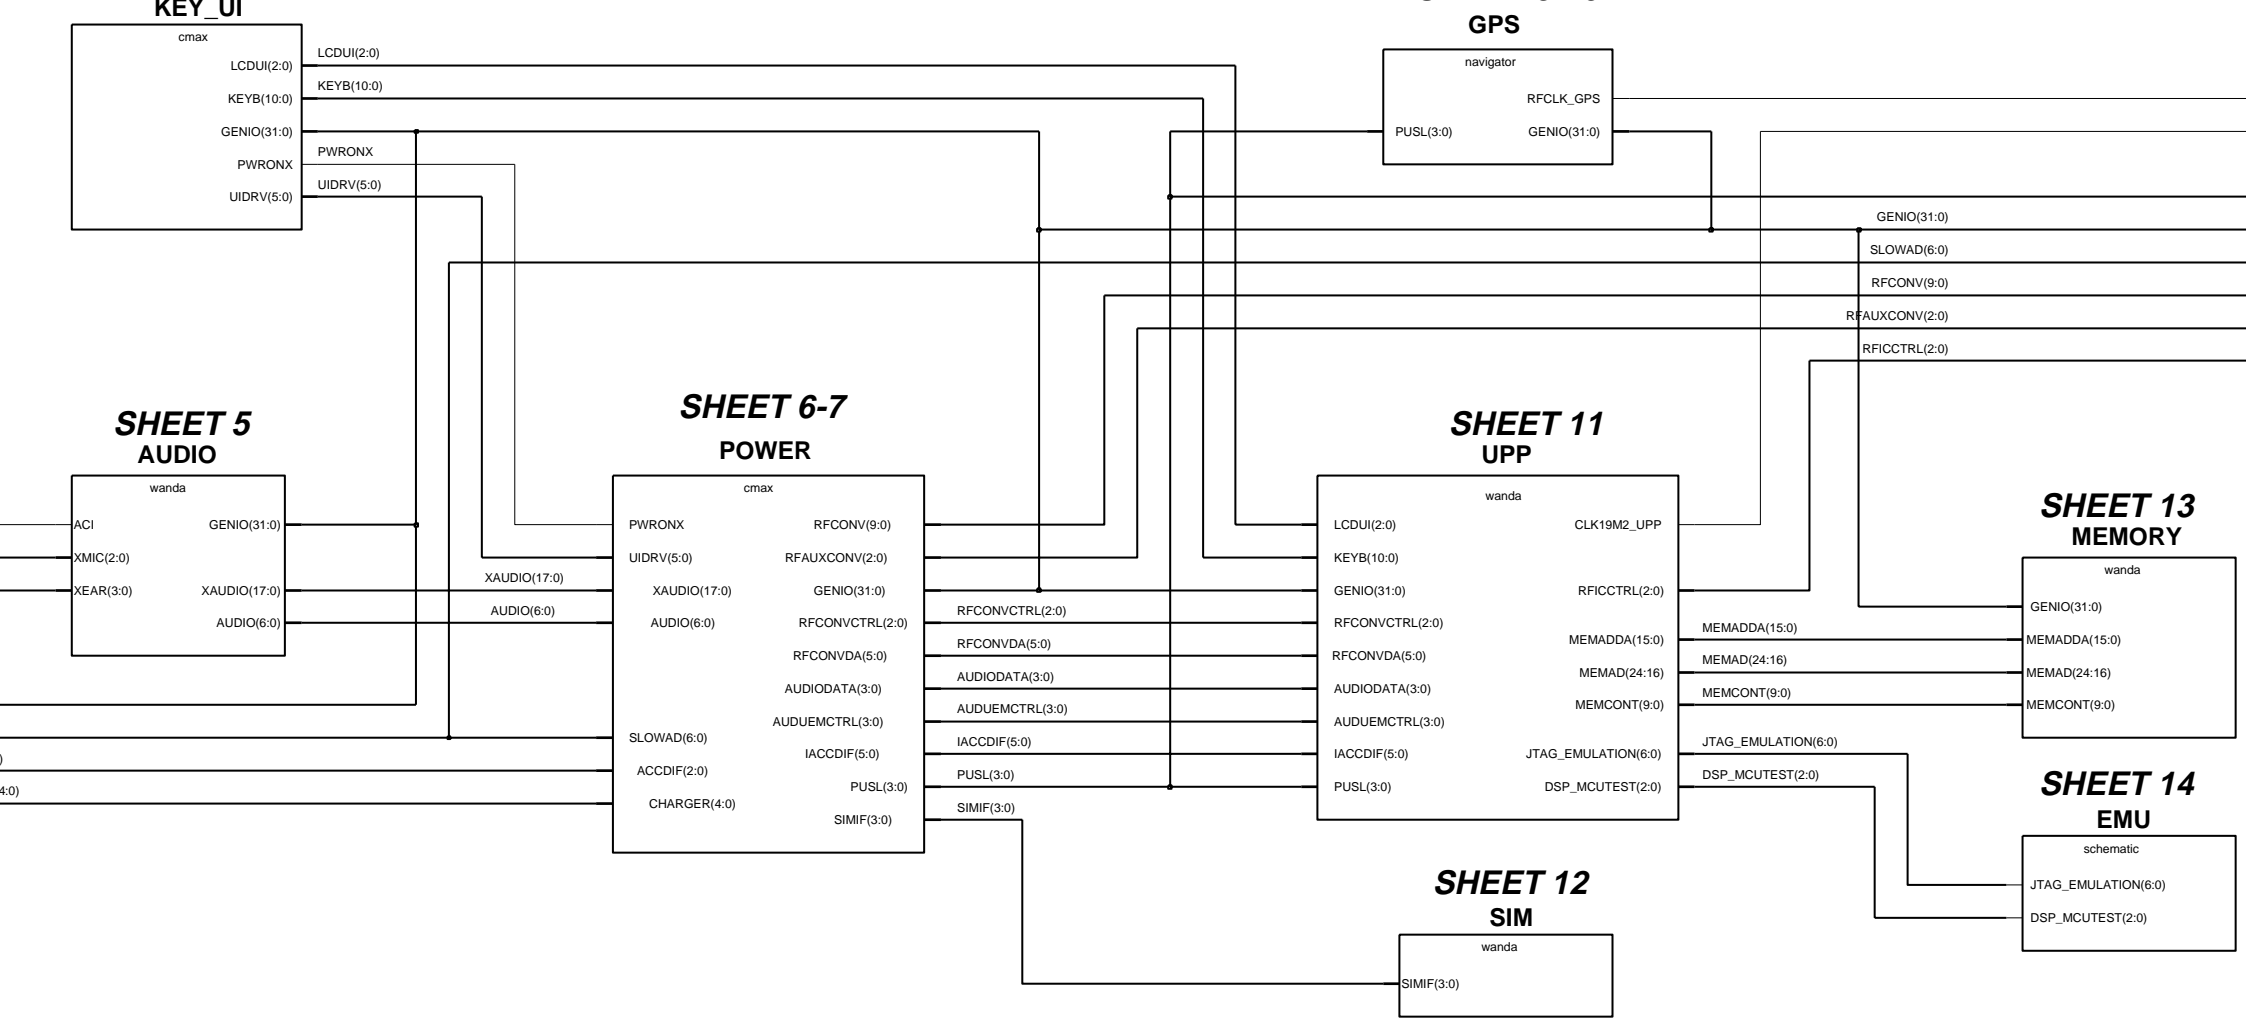 KEY_UI
cmax
LCDUI(2:0)
KEYB(10:0)
GENIO(31:0)
PWRONX
UIDRV(5:0)
LCDUI(2:0)
KEYB(10:0)
PWRONX
UIDRV(5:0)
GPS
navigator
RFCLK_GPS
PUSL(3:0)
GENIO(31:0)
GENIO(31:0)
SLOWAD(6:0)
RFCONV(9:0)
RFAUXCONV(2:0)
RFICCTRL(2:0)
SHEET 5
AUDIO
wanda
ACI
GENIO(31:0)
XMIC(2:0)
XEAR(3:0)
XAUDIO(17:0)
AUDIO(6:0)
XAUDIO(17:0)
AUDIO(6:0)
4:0)
SHEET 6-7
POWER
cmax
PWRONX
RFCONV(9:0)
UIDRV(5:0)
RFAUXCONV(2:0)
XAUDIO(17:0)
GENIO(31:0)
AUDIO(6:0)
RFCONVCTRL(2:0)
RFCONVDA(5:0)
AUDIODATA(3:0)
AUDUEMCTRL(3:0)
SLOWAD(6:0)
IACCDIF(5:0)
ACCDIF(2:0)
PUSL(3:0)
CHARGER(4:0)
SIMIF(3:0)
RFCONVCTRL(2:0)
RFCONVDA(5:0)
AUDIODATA(3:0)
AUDUEMCTRL(3:0)
IACCDIF(5:0)
PUSL(3:0)
SIMIF(3:0)
SHEET 11
UPP
wanda
LCDUI(2:0)
CLK19M2_UPP
KEYB(10:0)
GENIO(31:0)
RFICCTRL(2:0)
RFCONVCTRL(2:0)
MEMADDA(15:0)
RFCONVDA(5:0)
MEMAD(24:16)
AUDIODATA(3:0)
MEMCONT(9:0)
AUDUEMCTRL(3:0)
IACCDIF(5:0)
JTAG_EMULATION(6:0)
PUSL(3:0)
DSP_MCUTEST(2:0)
MEMADDA(15:0)
MEMAD(24:16)
MEMCONT(9:0)
JTAG_EMULATION(6:0)
DSP_MCUTEST(2:0)
SHEET 13
MEMORY
wanda
GENIO(31:0)
MEMADDA(15:0)
MEMAD(24:16)
MEMCONT(9:0)
SHEET 14
EMU
schematic
JTAG_EMULATION(6:0)
DSP_MCUTEST(2:0)
SHEET 12
SIM
wanda
SIMIF(3:0)